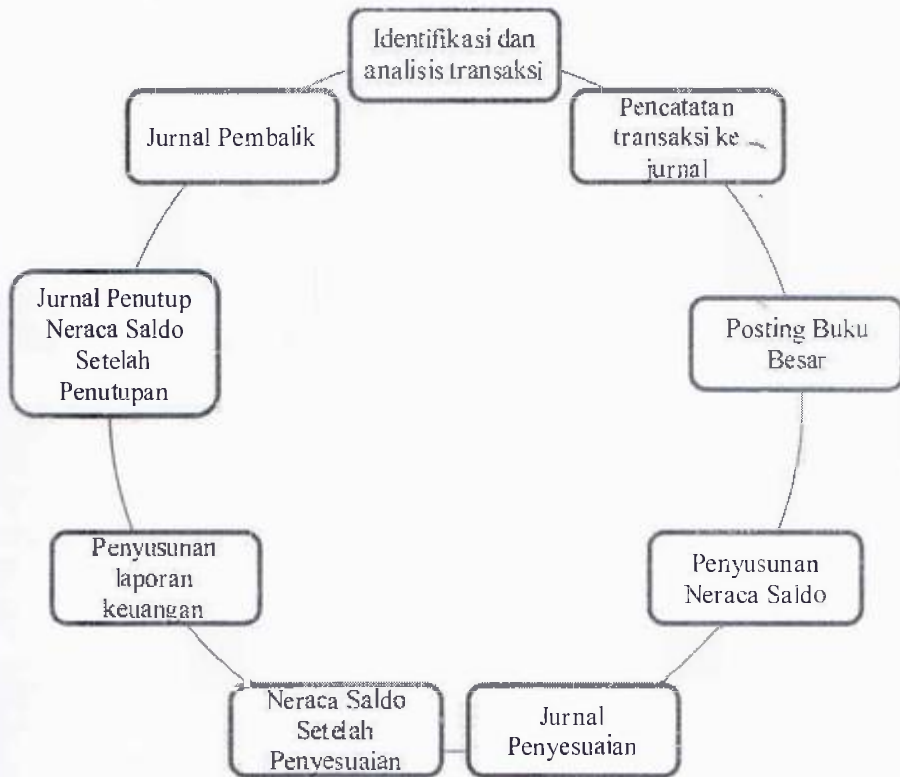 Identifikasi dan
analisis transaksi
Pencatatan
transaksi ke
jurnal
Posting Buku
Besar
Penyusunan
Neraca Saldo
Jurnal
Penyesuaian
Neraca Saldo
Setelah
Penyesuaian
Penyusunan
laporan
keuangan
Jurnal Penutup
Neraca Saldo
Setelah
Penutupan
Jurnal Pembalik